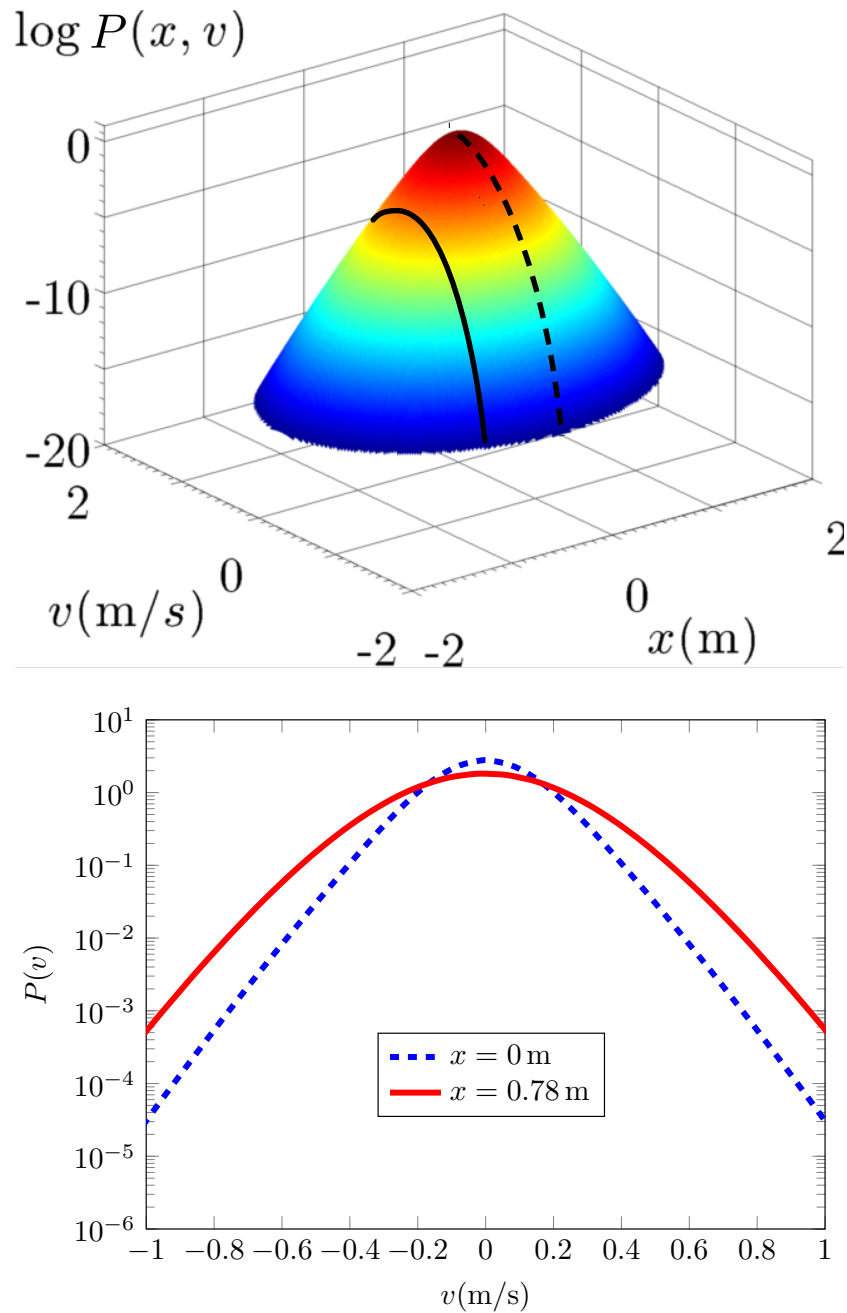 log P(x, v)
0
-10
-20
2
0
-2
v(m/s)
-2
0
2
x(m)
10^1
10^0
10^-1
10^-2
10^-3
10^-4
10^-5
10^-6
P(v)
x = 0 m
x = 0.78 m
−1 −0.8 −0.6 −0.4 −0.2 0 0.2 0.4 0.6 0.8 1
v(m/s)